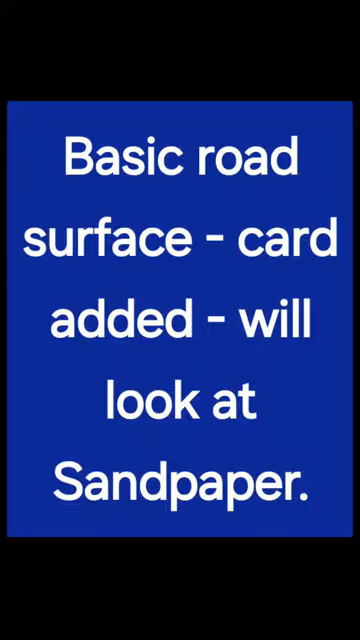 Basic road
surface - card
added - will
look at
Sandpaper.